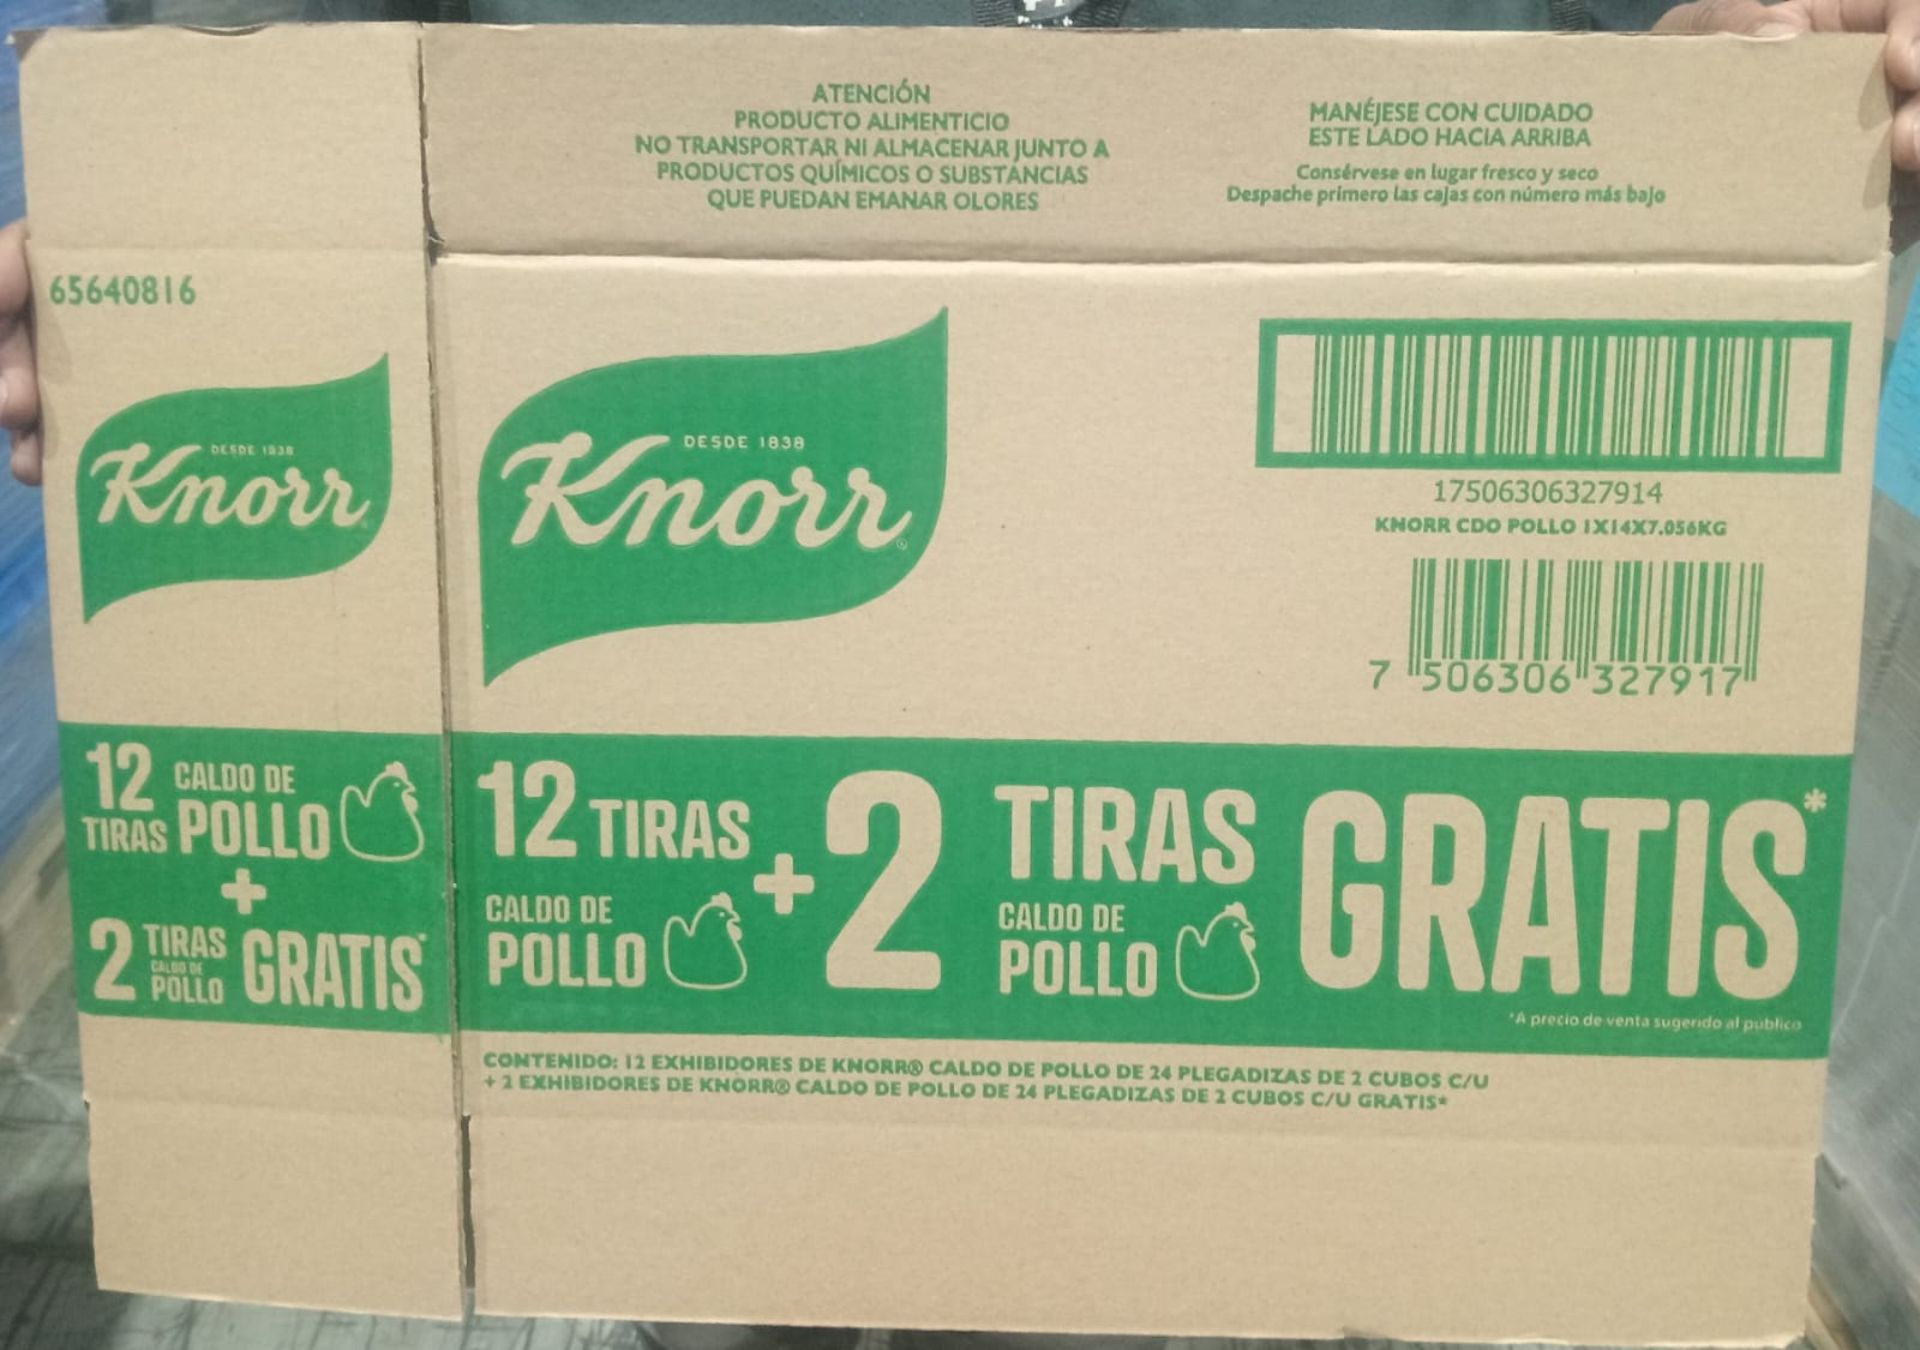 ATENCIÓN
PRODUCTO ALIMENTICIO
NO TRANSPORTAR NI ALMACENAR JUNTO A
PRODUCTOS QUÍMICOS O SUBSTANCIAS
QUE PUEDAN EMANAR OLORES
MANÉJESE CON CUIDADO
ESTE LADO HACIA ARRIBA
Consérvese en lugar fresco y seco
Despache primero las cajas con número más bajo
65640816
DESDE 1838
Knorr
12 TIRAS
CALDO DE
POLLO
+
2 TIRAS
CALDO DE
POLLO
GRATIS*
DESDE 1838
Knorr®
17506306327914
KNORR CDO POLLO 1X14X7.056KG
7 506306 327917
12 TIRAS
CALDO DE
POLLO
+
2 TIRAS
CALDO DE
POLLO
GRATIS*
*A precio de venta sugerido al público
CONTENIDO: 12 EXHIBIDORES DE KNORR® CALDO DE POLLO DE 24 PLEGADIZAS DE 2 CUBOS C/U
+ 2 EXHIBIDORES DE KNORR® CALDO DE POLLO DE 24 PLEGADIZAS DE 2 CUBOS C/U GRATIS*